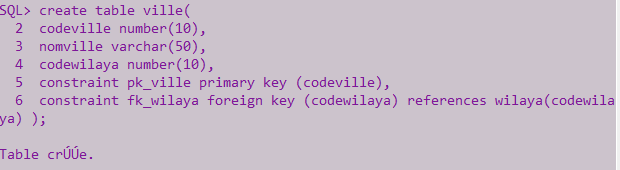 SQL> create table ville(
  2  codeville number(10),
  3  nomville varchar(50),
  4  codewilaya number(10),
  5  constraint pk_ville primary key (codeville),
  6  constraint fk_wilaya foreign key (codewilaya) references wilaya(codewila
ya) );
Table crÚÚe.